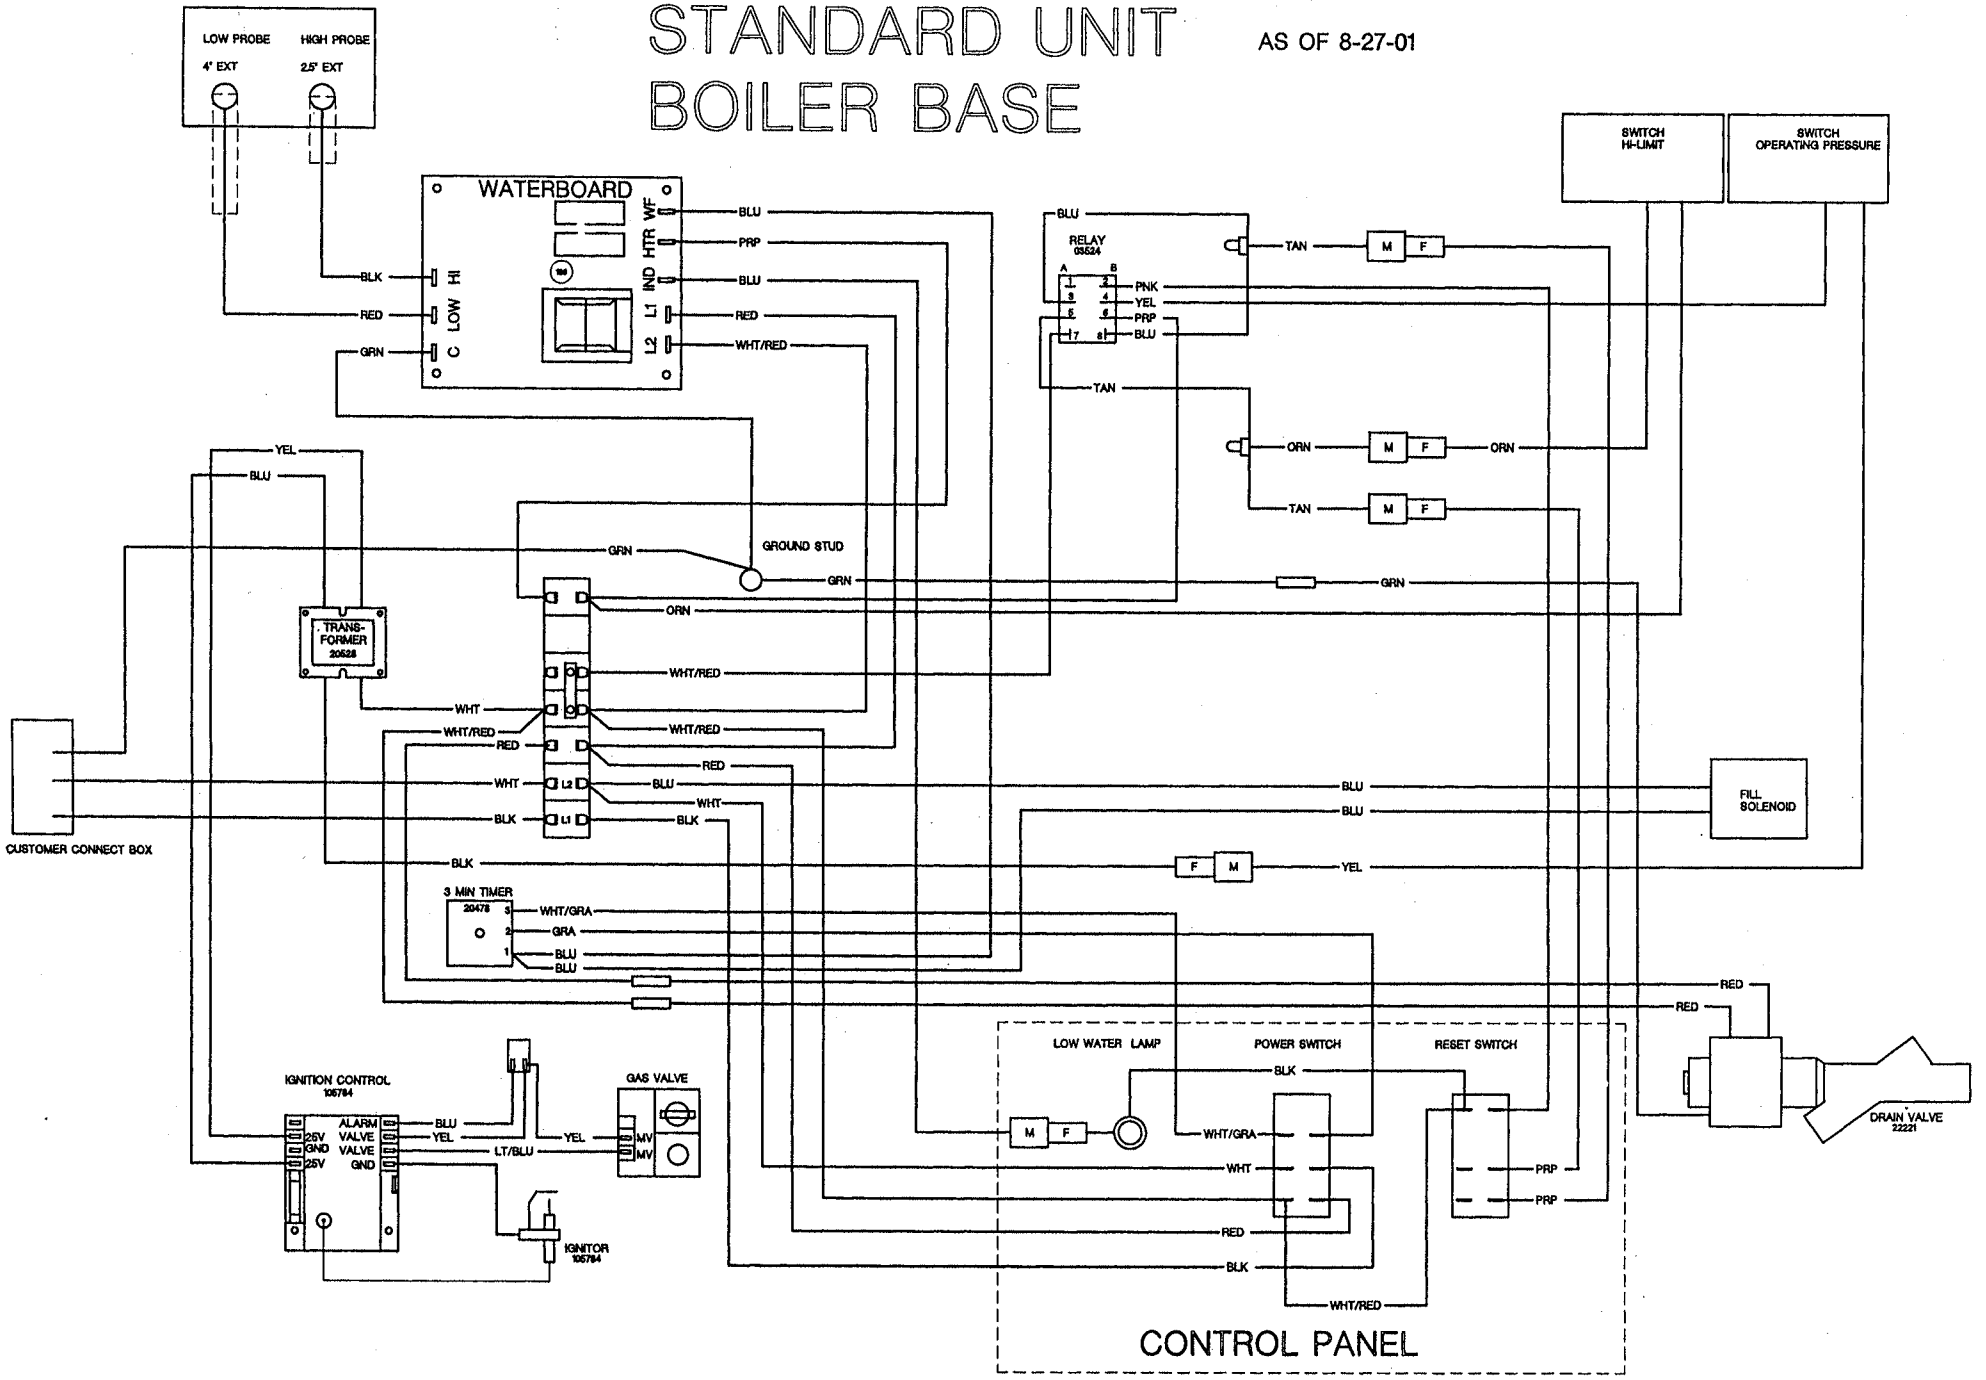 STANDARD UNIT
BOILER BASE
AS OF 8-27-01
LOW PROBE
4" EXT
HIGH PROBE
2.5" EXT
WATERBOARD
WF
HTR
IND
L1
L2
HI
LOW
C
BLK
RED
GRN
BLU
PRP
BLU
RED
WHT/RED
SWITCH
HI-LIMIT
SWITCH
OPERATING PRESSURE
BLU
RELAY
03524
A
B
1
2
3
4
5
6
7
8
PNK
YEL
PRP
BLU
TAN
M
F
TAN
ORN
M
F
ORN
TAN
M
F
YEL
BLU
GRN
GROUND STUD
GRN
GRN
ORN
TRANS-
FORMER
20528
WHT/RED
WHT
WHT/RED
RED
WHT/RED
RED
WHT
L2
BLU
BLU
WHT
BLK
L1
BLK
BLU
FILL
SOLENOID
CUSTOMER CONNECT BOX
BLK
F
M
YEL
3 MIN TIMER
20478
3
2
1
WHT/GRA
GRA
BLU
BLU
RED
RED
DRAIN VALVE
22221
IGNITION CONTROL
105784
25V
GND
25V
ALARM
VALVE
VALVE
GND
BLU
YEL
LT/BLU
YEL
GAS VALVE
MV
MV
IGNITOR
105784
LOW WATER LAMP
POWER SWITCH
RESET SWITCH
BLK
M
F
WHT/GRA
WHT
RED
BLK
WHT/RED
PRP
PRP
CONTROL PANEL